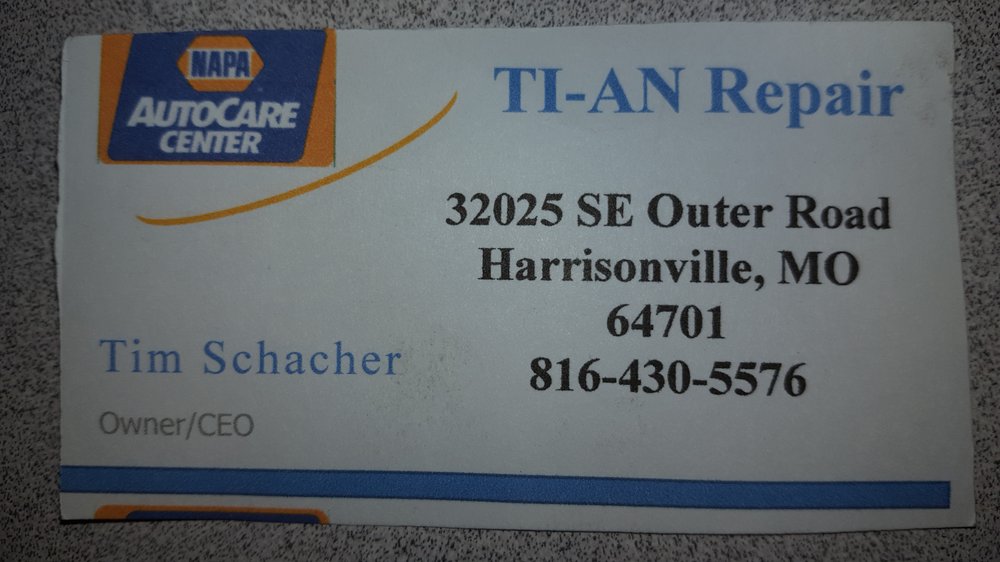 NAPA
AUTOCARE
CENTER
TI-AN Repair
32025 SE Outer Road
Harrisonville, MO
64701
816-430-5576
Tim Schacher
Owner/CEO